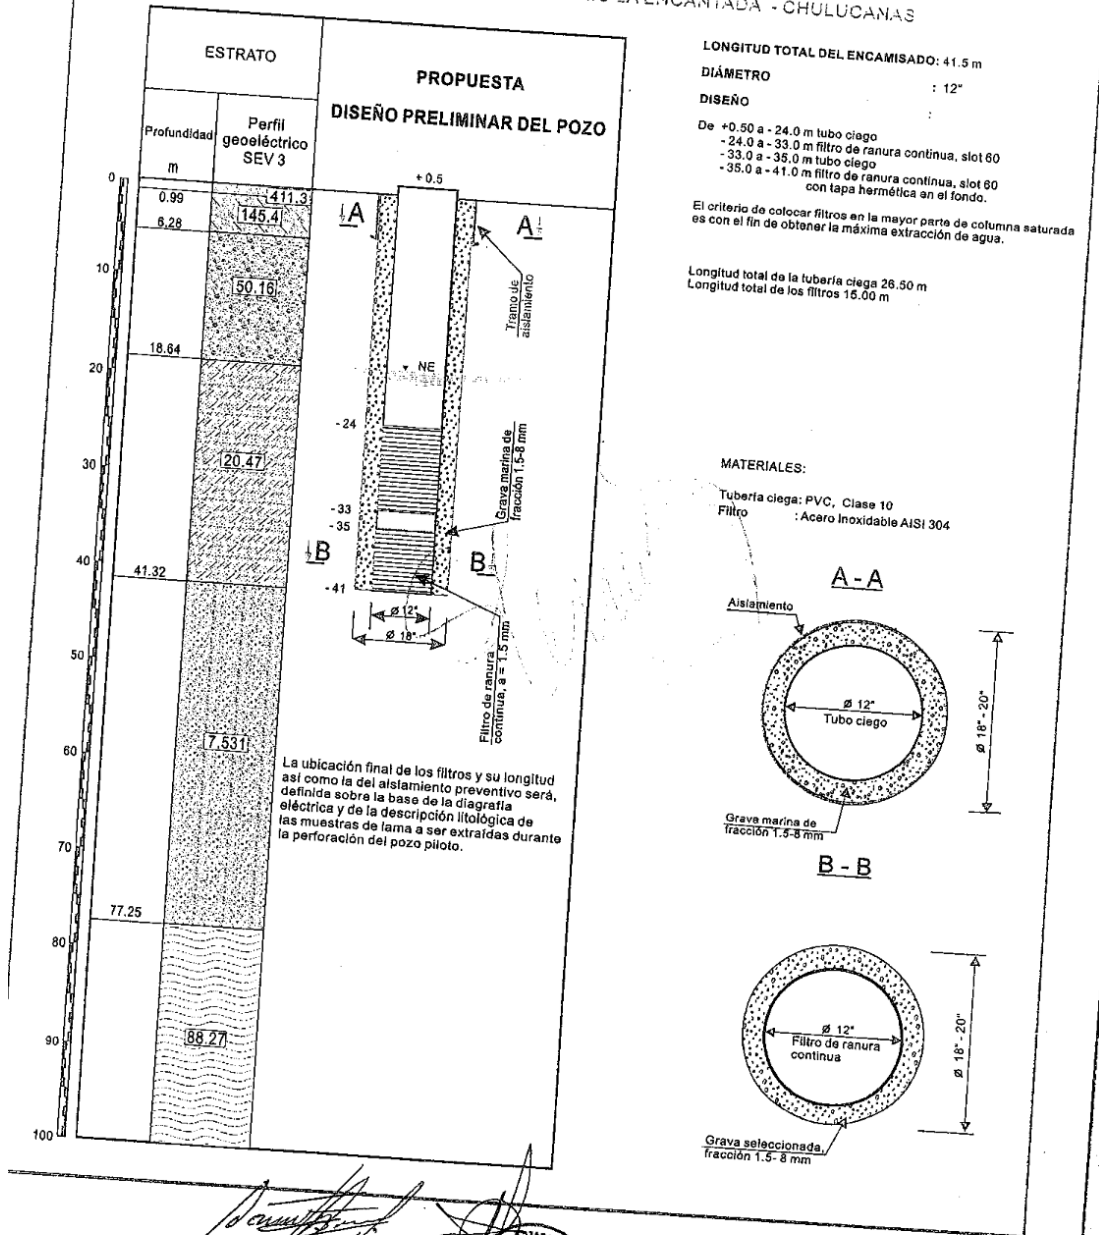 LA ENCANTADA - CHULUCANAS
ESTRATO
Profundidad
m
Perfil
geoeléctrico
SEV 3
PROPUESTA
DISEÑO PRELIMINAR DEL POZO
0
10
20
30
40
50
60
70
80
90
100
0.99
6.28
18.64
41.32
77.25
411.3
145.4
50.16
20.47
7.531
88.27
+ 0.5
A
A
Tramo de
aislamiento
NE
- 24
- 33
- 35
- 41
B
B
Grava marina de
fracción 1.5-8 mm
Ø 12"
Ø 18"
Filtro de ranura
continua, a = 1.5 mm
La ubicación final de los filtros y su longitud
así como la del aislamiento preventivo será,
definida sobre la base de la diagrafía
eléctrica y de la descripción litológica de
las muestras de lama a ser extraídas durante
la perforación del pozo piloto.
LONGITUD TOTAL DEL ENCAMISADO: 41.5 m
DIÁMETRO : 12"
DISEÑO :
De +0.50 a - 24.0 m tubo ciego
- 24.0 a - 33.0 m filtro de ranura continua, slot 60
- 33.0 a - 35.0 m tubo ciego
- 35.0 a - 41.0 m filtro de ranura continua, slot 60
con tapa hermética en el fondo.
El criterio de colocar filtros en la mayor parte de columna saturada
es con el fin de obtener la máxima extracción de agua.
Longitud total de la tubería ciega 26.50 m
Longitud total de los filtros 15.00 m
MATERIALES:
Tubería ciega: PVC, Clase 10
Filtro : Acero Inoxidable AISI 304
A - A
Aislamiento
Ø 12"
Tubo ciego
Ø 18" - 20"
Grava marina de
fracción 1.5-8 mm
B - B
Ø 12"
Filtro de ranura
continua
Ø 18" - 20"
Grava seleccionada,
fracción 1.5- 8 mm